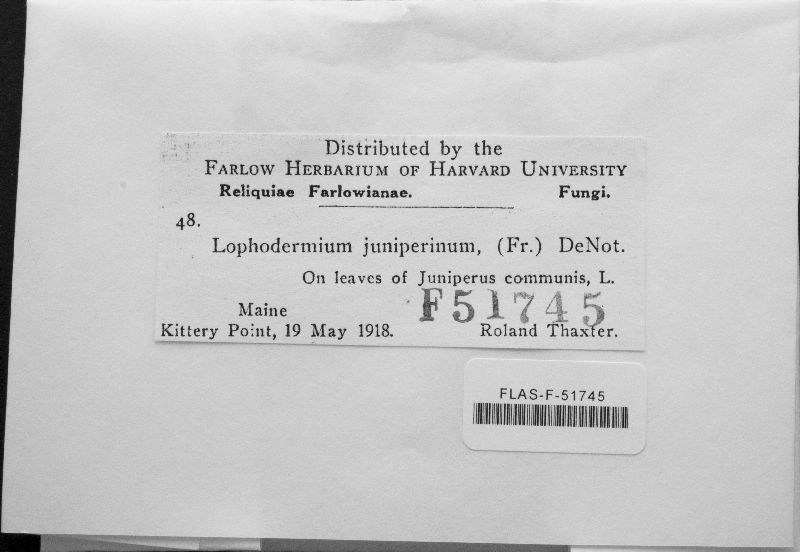 Distributed by the
FARLOW HERBARIUM OF HARVARD UNIVERSITY
Reliquiae Farlowianae. Fungi.
48.
Lophodermium juniperinum, (Fr.) DeNot.
On leaves of Juniperus communis, L.
F51745
Maine
Kittery Point, 19 May 1918. Roland Thaxter.
FLAS-F-51745